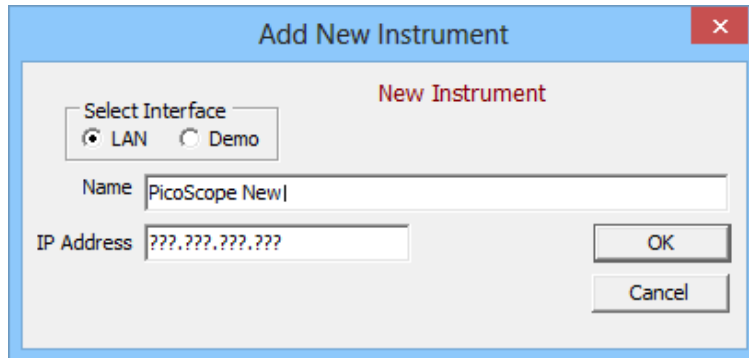 Add New Instrument
New Instrument
Select Interface
LAN Demo
Name PicoScope New
IP Address ???.???.???.???
OK
Cancel